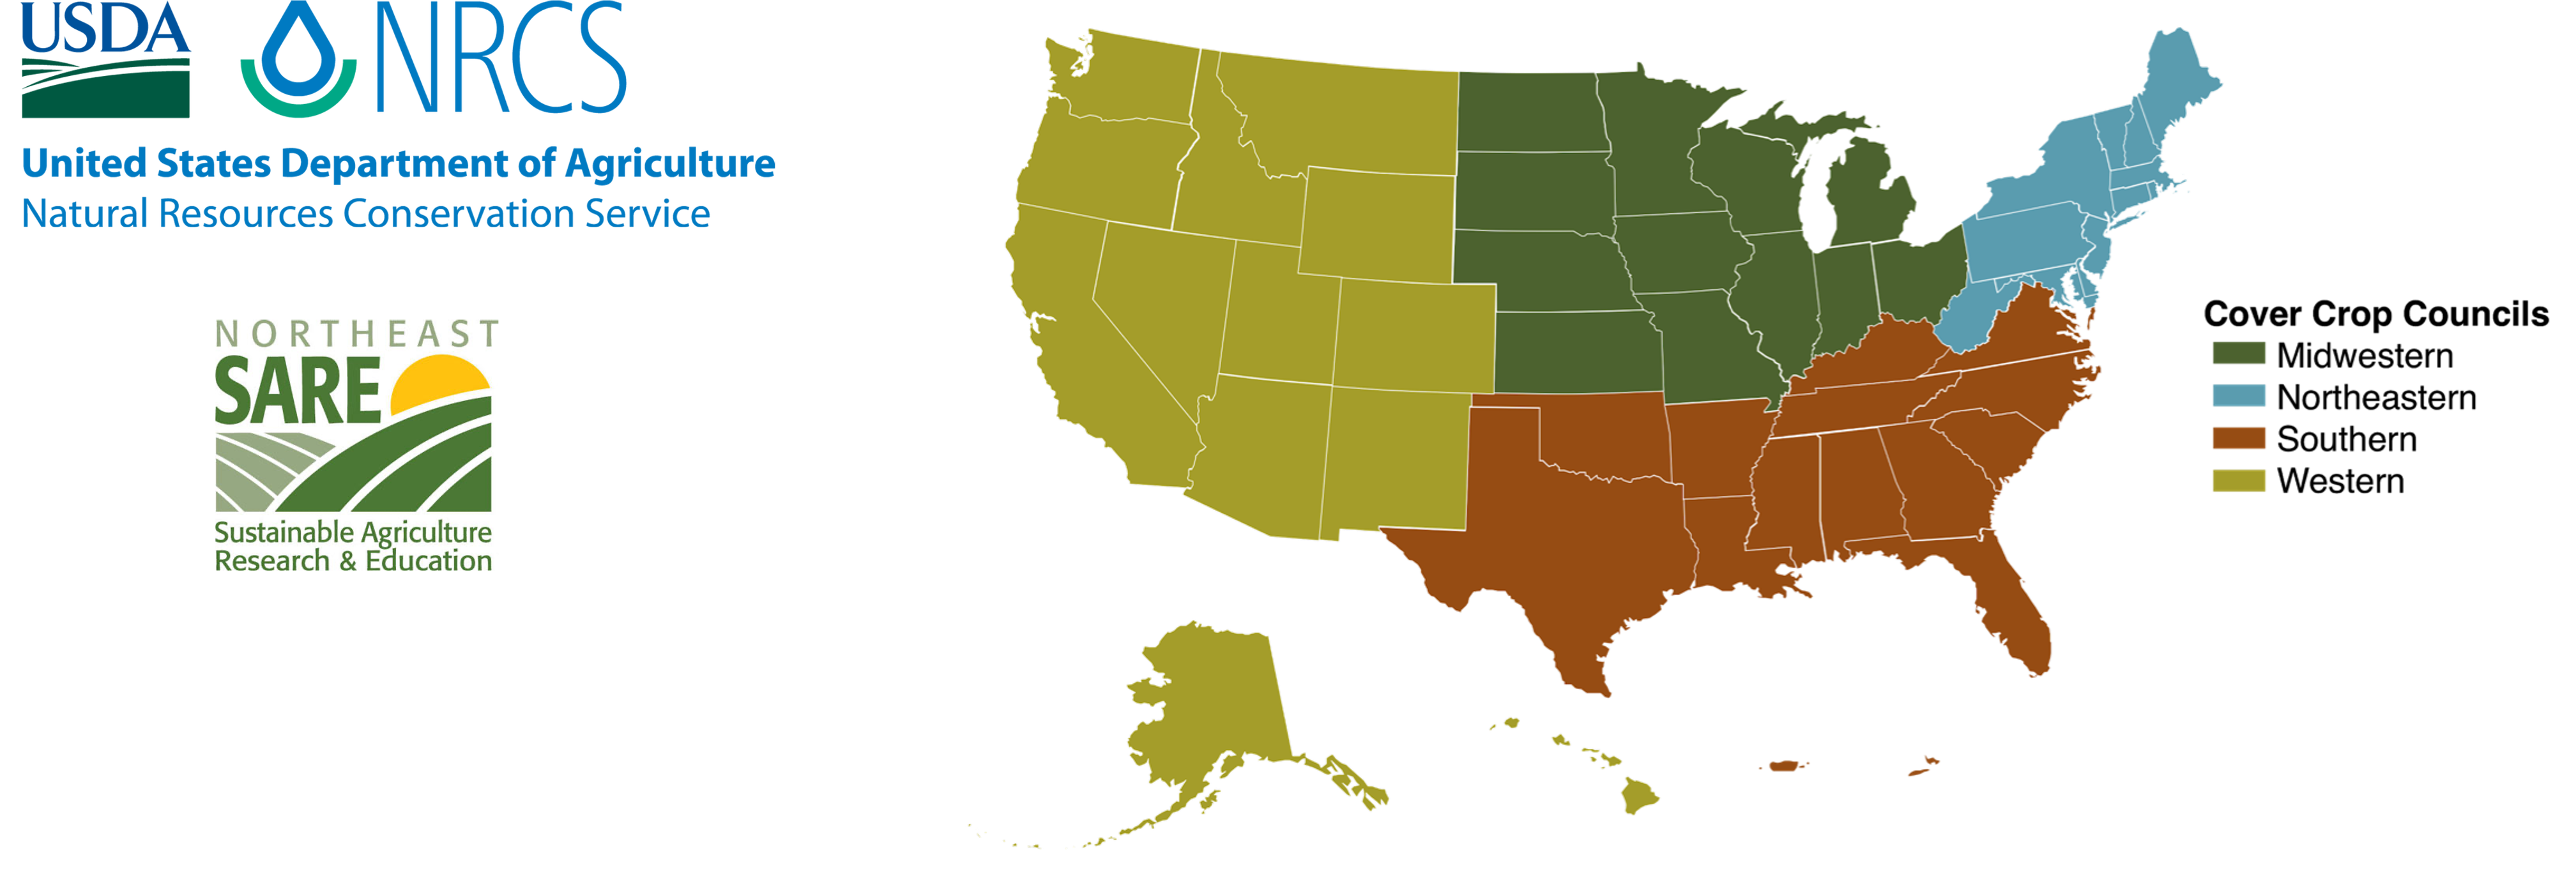 USDA
NRCS
United States Department of Agriculture
Natural Resources Conservation Service
NORTHEAST
SARE
Sustainable Agriculture
Research & Education
Cover Crop Councils
Midwestern
Northeastern
Southern
Western